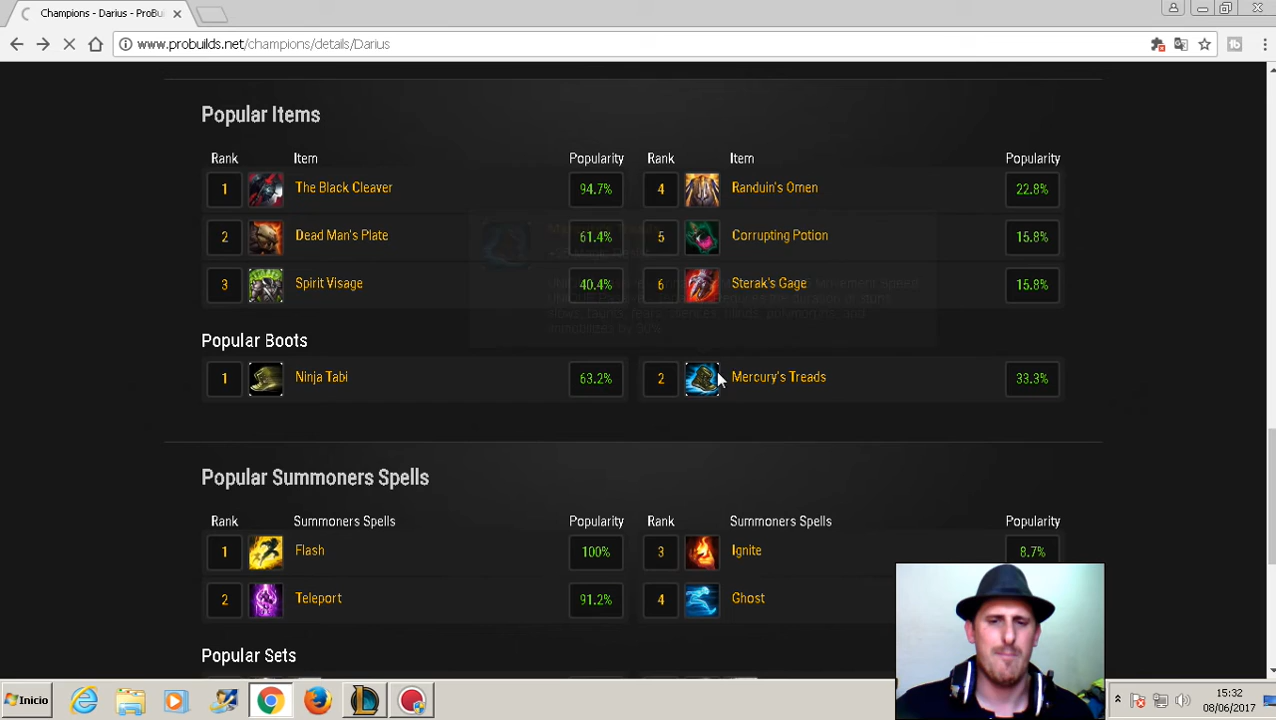 Champions - Darius - ProBui
www.probuilds.net/champions/details/Darius
Popular Items
Rank Item Popularity Rank Item Popularity
1 The Black Cleaver 94.7% 4 Randuin's Omen 22.8%
2 Dead Man's Plate 61.4% 5 Corrupting Potion 15.8%
3 Spirit Visage 40.4% 6 Sterak's Gage 15.8%
Popular Boots
1 Ninja Tabi 63.2% 2 Mercury's Treads 33.3%
Popular Summoners Spells
Rank Summoners Spells Popularity Rank Summoners Spells Popularity
1 Flash 100% 3 Ignite 8.7%
2 Teleport 91.2% 4 Ghost
Popular Sets
Inicio
15:32
08/06/2017